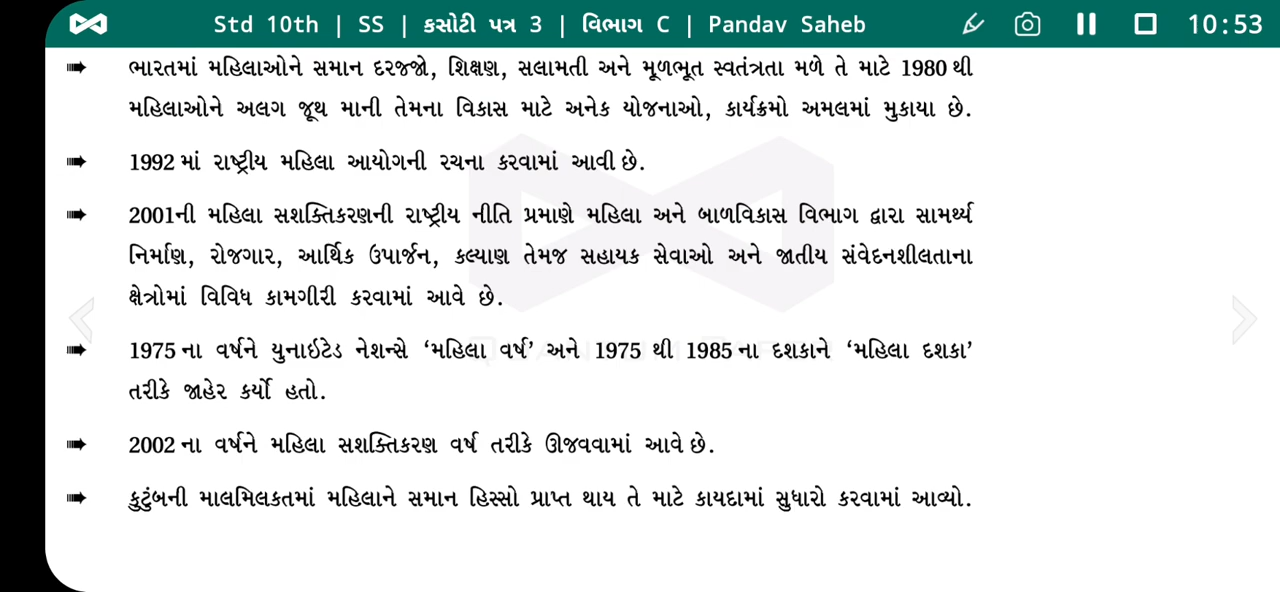 Std 10th | SS | કસોટી પત્ર 3 | વિભાગ C | Pandav Saheb 10:53
➠ ભારતમાં મહિલાઓને સમાન દરજ્જો, શિક્ષણ, સલામતી અને મૂળભૂત સ્વતંત્રતા મળે તે માટે 1980 થી
મહિલાઓને અલગ જૂથ માની તેમના વિકાસ માટે અનેક યોજનાઓ, કાર્યક્રમો અમલમાં મુકાયા છે.
➠ 1992 માં રાષ્ટ્રીય મહિલા આયોગની રચના કરવામાં આવી છે.
➠ 2001ની મહિલા સશક્તિકરણની રાષ્ટ્રીય નીતિ પ્રમાણે મહિલા અને બાળવિકાસ વિભાગ દ્વારા સામર્થ્ય
નિર્માણ, રોજગાર, આર્થિક ઉપાર્જન, કલ્યાણ તેમજ સહાયક સેવાઓ અને જાતીય સંવેદનશીલતાના
ક્ષેત્રોમાં વિવિધ કામગીરી કરવામાં આવે છે.
➠ 1975 ના વર્ષને યુનાઇટેડ નેશન્સે ‘મહિલા વર્ષ’ અને 1975 થી 1985 ના દશકાને ‘મહિલા દશકા’
તરીકે જાહેર કર્યો હતો.
➠ 2002 ના વર્ષને મહિલા સશક્તિકરણ વર્ષ તરીકે ઊજવવામાં આવે છે.
➠ કુટુંબની માલમિલકતમાં મહિલાને સમાન હિસ્સો પ્રાપ્ત થાય તે માટે કાયદામાં સુધારો કરવામાં આવ્યો.